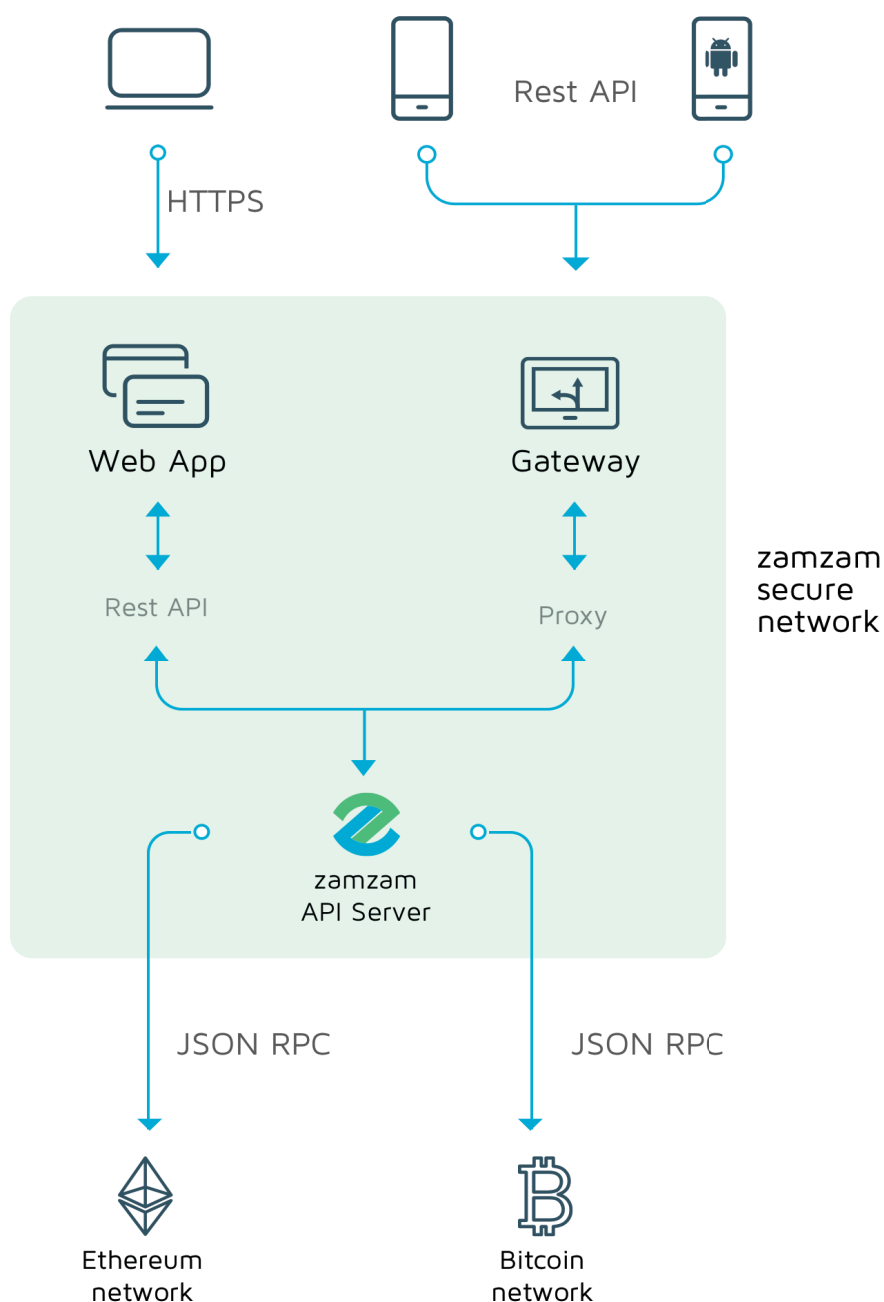 Rest API
HTTPS
Web App
Gateway
Rest API
Proxy
zamzam
secure
network
zamzam
API Server
JSON RPC
JSON RPC
Ethereum
network
Bitcoin
network